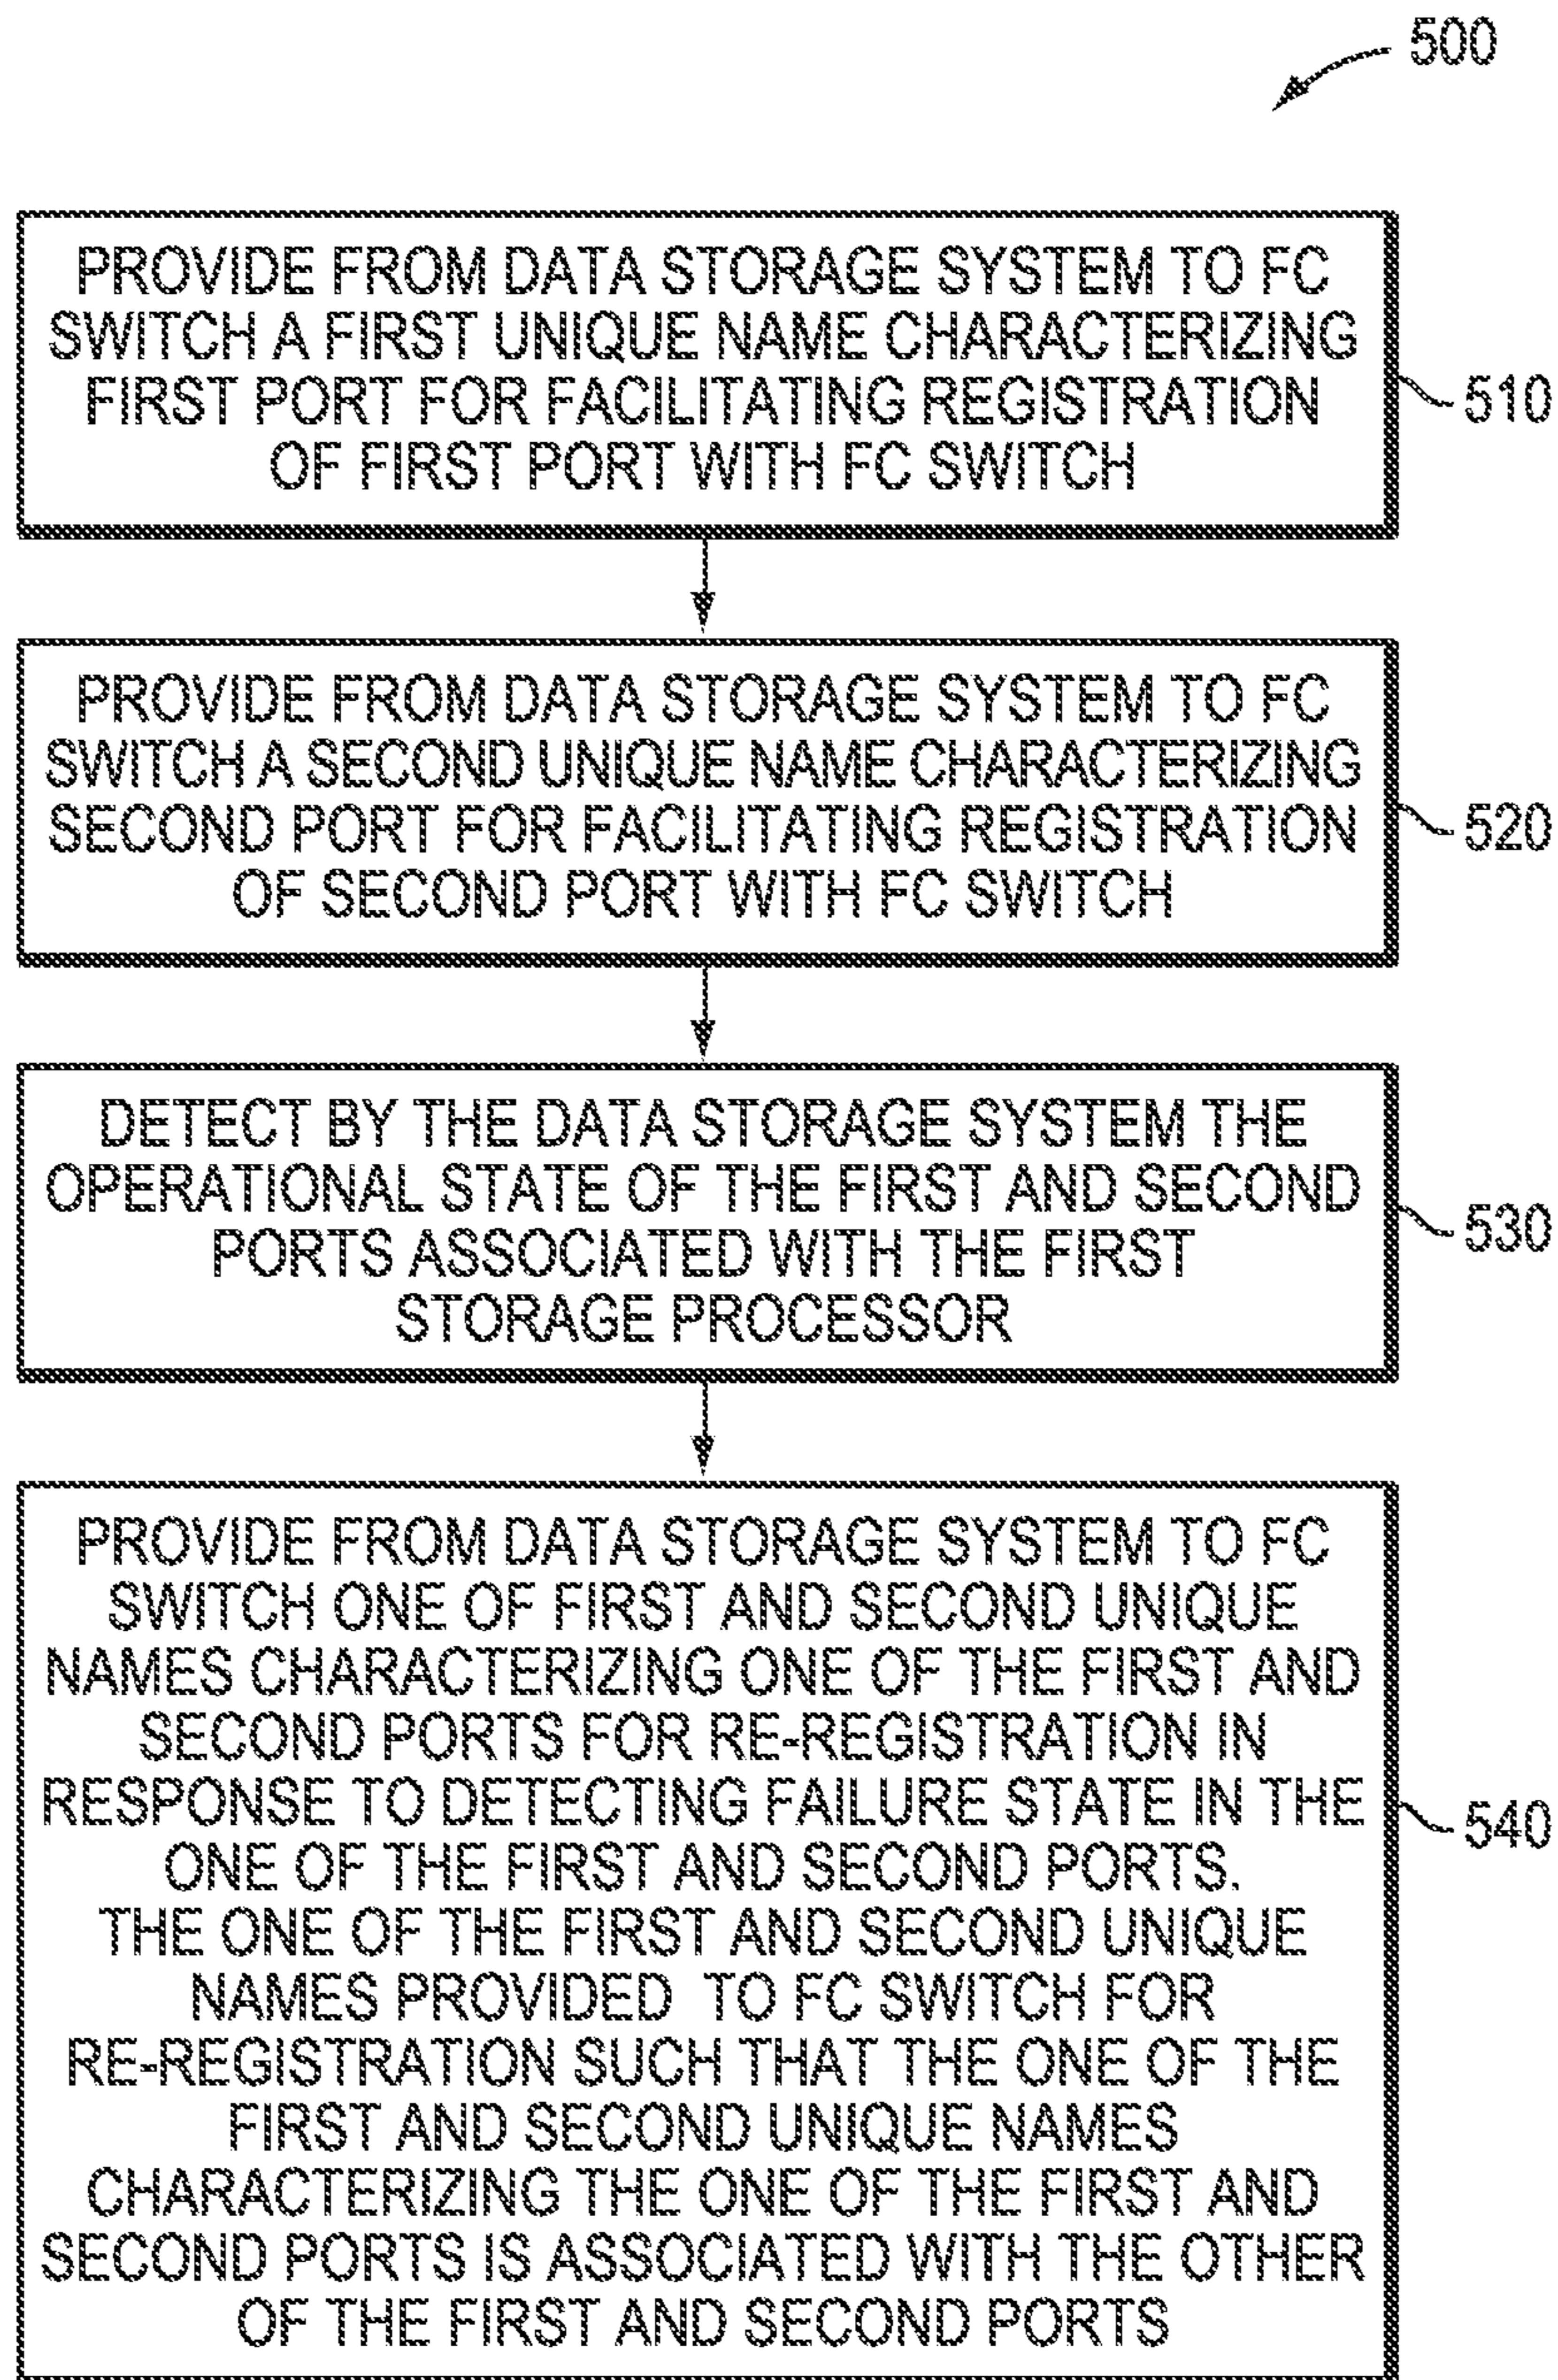 500
PROVIDE FROM DATA STORAGE SYSTEM TO FC
SWITCH A FIRST UNIQUE NAME CHARACTERIZING
FIRST PORT FOR FACILITATING REGISTRATION
OF FIRST PORT WITH FC SWITCH
510
PROVIDE FROM DATA STORAGE SYSTEM TO FC
SWITCH A SECOND UNIQUE NAME CHARACTERIZING
SECOND PORT FOR FACILITATING REGISTRATION
OF SECOND PORT WITH FC SWITCH
520
DETECT BY THE DATA STORAGE SYSTEM THE
OPERATIONAL STATE OF THE FIRST AND SECOND
PORTS ASSOCIATED WITH THE FIRST
STORAGE PROCESSOR
530
PROVIDE FROM DATA STORAGE SYSTEM TO FC
SWITCH ONE OF FIRST AND SECOND UNIQUE
NAMES CHARACTERIZING ONE OF THE FIRST AND
SECOND PORTS FOR RE-REGISTRATION IN
RESPONSE TO DETECTING FAILURE STATE IN THE
ONE OF THE FIRST AND SECOND PORTS.
THE ONE OF THE FIRST AND SECOND UNIQUE
NAMES PROVIDED TO FC SWITCH FOR
RE-REGISTRATION SUCH THAT THE ONE OF THE
FIRST AND SECOND UNIQUE NAMES
CHARACTERIZING THE ONE OF THE FIRST AND
SECOND PORTS IS ASSOCIATED WITH THE OTHER
OF THE FIRST AND SECOND PORTS
540